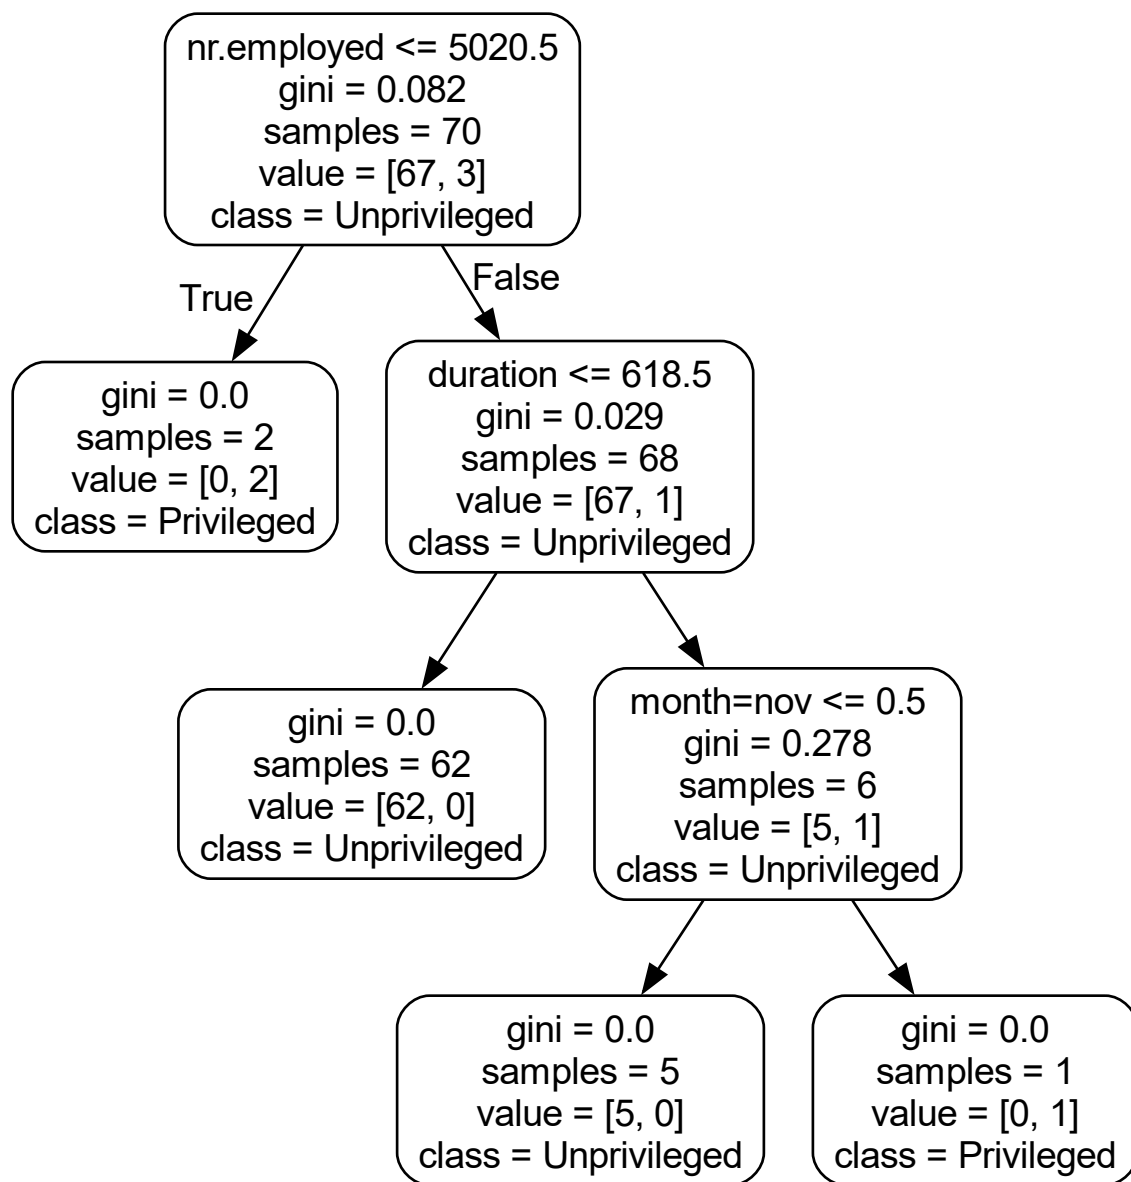 nr.employed <= 5020.5
gini = 0.082
samples = 70
value = [67, 3]
class = Unprivileged
True
False
gini = 0.0
samples = 2
value = [0, 2]
class = Privileged
duration <= 618.5
gini = 0.029
samples = 68
value = [67, 1]
class = Unprivileged
gini = 0.0
samples = 62
value = [62, 0]
class = Unprivileged
month=nov <= 0.5
gini = 0.278
samples = 6
value = [5, 1]
class = Unprivileged
gini = 0.0
samples = 5
value = [5, 0]
class = Unprivileged
gini = 0.0
samples = 1
value = [0, 1]
class = Privileged